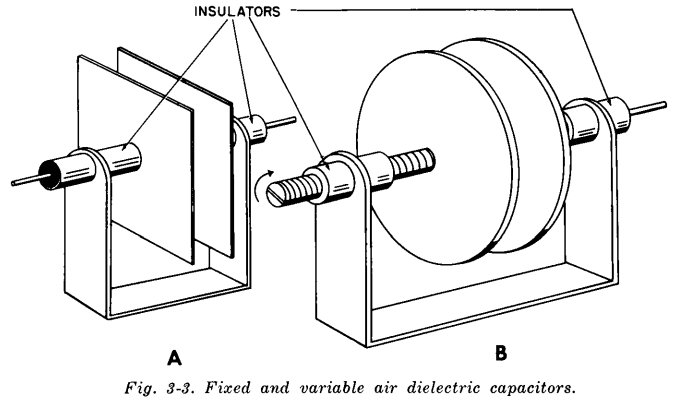 INSULATORS
A
B
Fig. 3-3. Fixed and variable air dielectric capacitors.